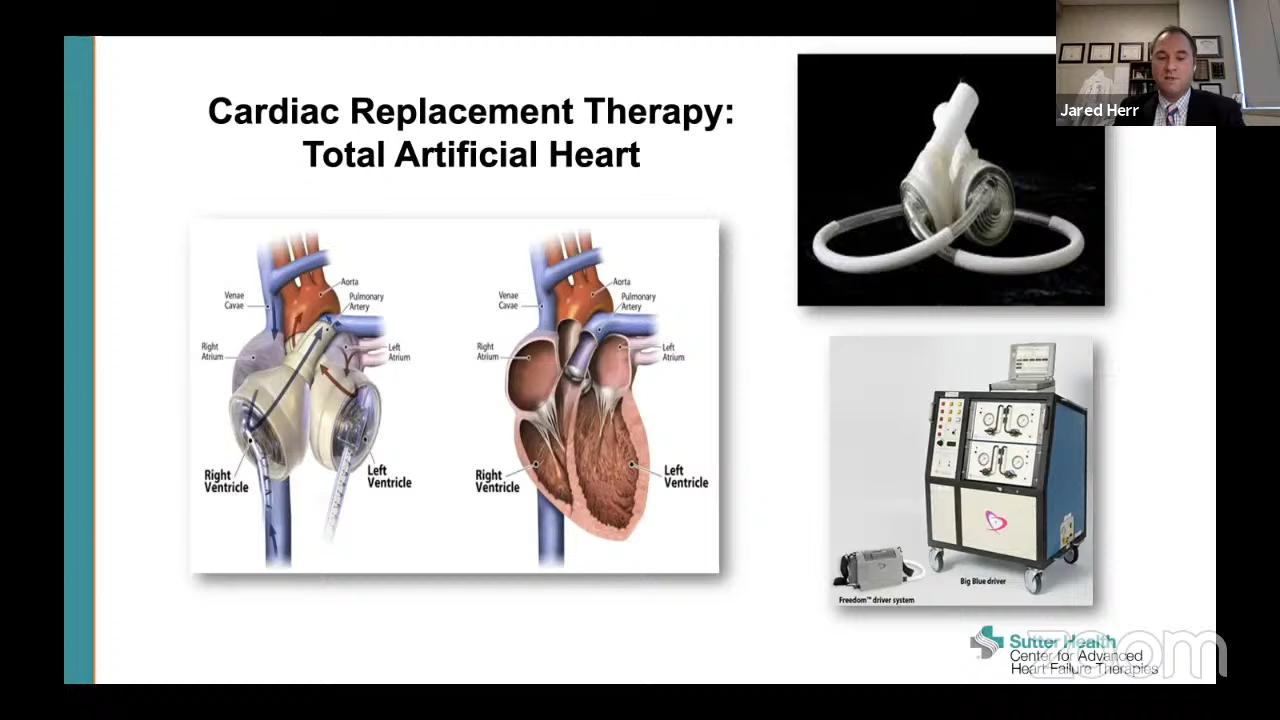 Jared Herr
Cardiac Replacement Therapy:
Total Artificial Heart
Aorta
Venae
Cavae
Pulmonary
Artery
Right
Atrium
Left
Atrium
Right
Ventricle
Left
Ventricle
Aorta
Venae
Cavae
Pulmonary
Artery
Right
Atrium
Left
Atrium
Right
Ventricle
Left
Ventricle
Big Blue driver
Freedom™ driver system
Sutter Health
Center for Advanced
Heart Failure Therapies
zoom